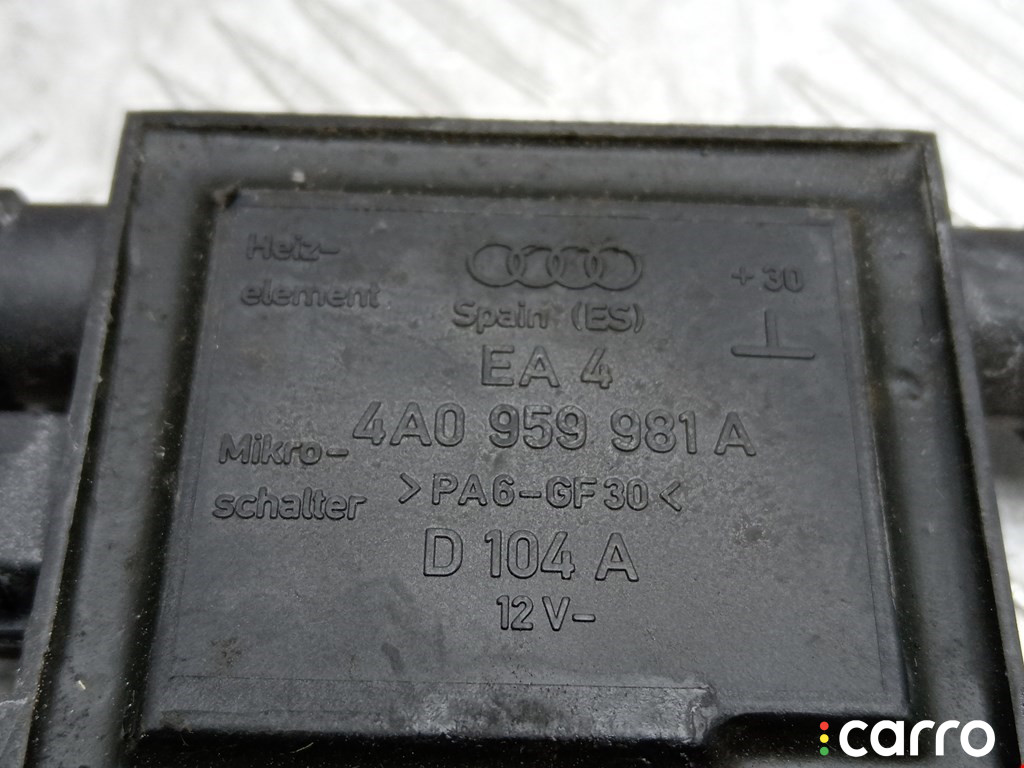 Heiz-
element
Spain (ES)
+30
EA 4
4A0 959 981 A
Mikro-
schalter
>PA6-GF30<
D 104 A
12 V-
carro